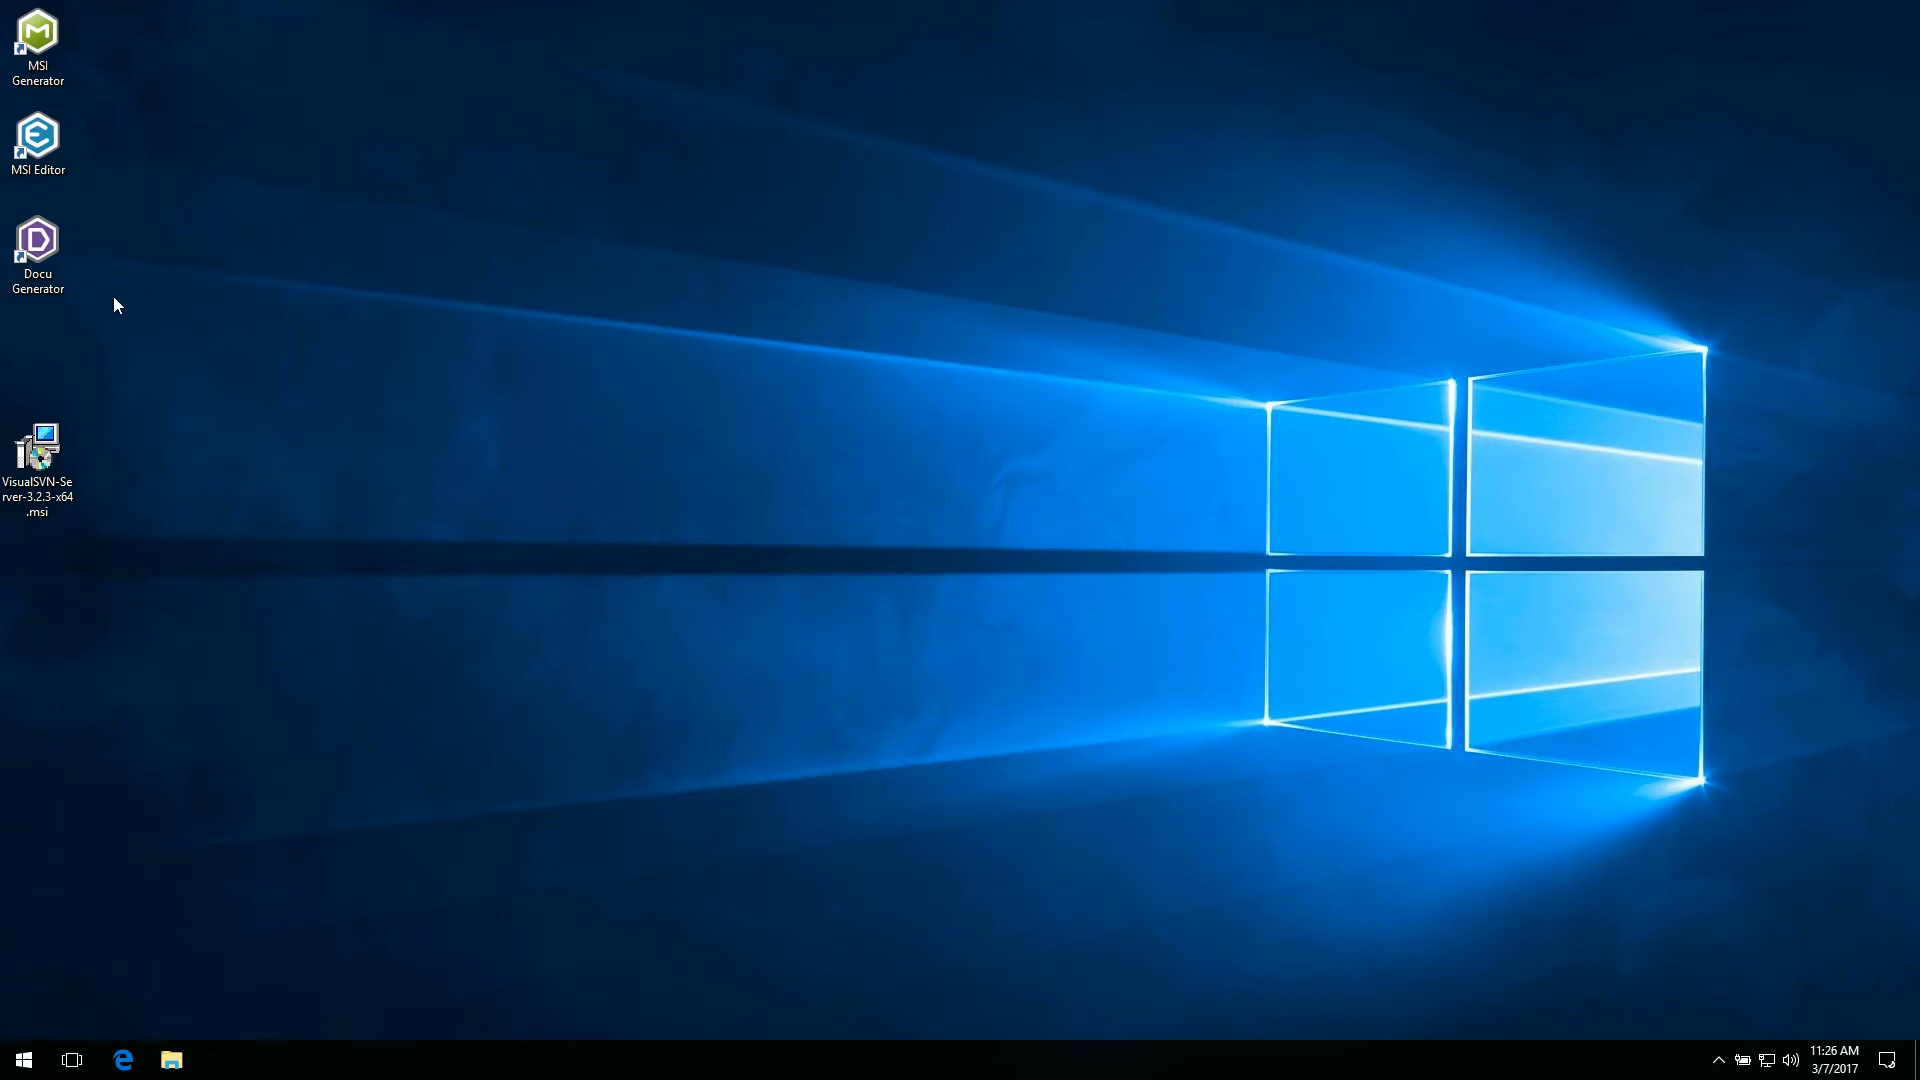 MSI
Generator
MSI Editor
Docu
Generator
VisualSVN-Se
rver-3.2.3-x64
.msi
11:26 AM
3/7/2017